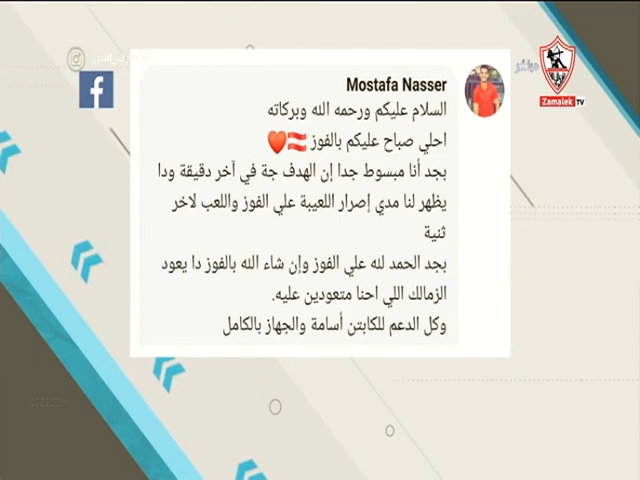 مباشر
Zamalek TV
Mostafa Nasser
السلام عليكم ورحمه الله وبركاته
احلي صباح عليكم بالفوز
بجد أنا مبسوط جدا إن الهدف جة في آخر دقيقة ودا
يظهر لنا مدي إصرار اللعيبة علي الفوز واللعب لاخر
ثنية
بجد الحمد لله علي الفوز وإن شاء الله بالفوز دا يعود
الزمالك اللي احنا متعودين عليه.
وكل الدعم للكابتن أسامة والجهاز بالكامل